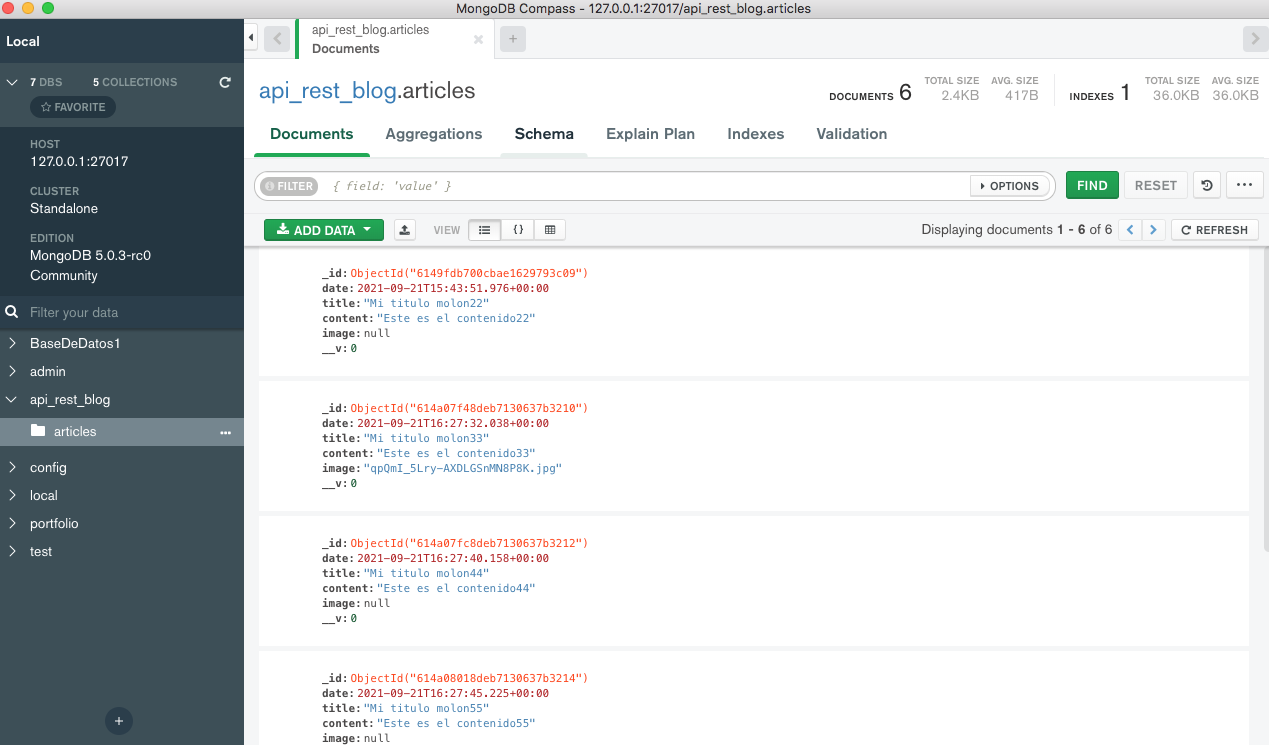 MongoDB Compass - 127.0.0.1:27017/api_rest_blog.articles
Local
7 DBS 5 COLLECTIONS
FAVORITE
HOST
127.0.0.1:27017
CLUSTER
Standalone
EDITION
MongoDB 5.0.3-rc0
Community
Filter your data
BaseDeDatos1
admin
api_rest_blog
articles
config
local
portfolio
test
api_rest_blog.articles
Documents
api_rest_blog.articles
DOCUMENTS 6 TOTAL SIZE 2.4KB AVG. SIZE 417B INDEXES 1 TOTAL SIZE 36.0KB AVG. SIZE 36.0KB
Documents Aggregations Schema Explain Plan Indexes Validation
FILTER { field: 'value' } OPTIONS FIND RESET ...
ADD DATA VIEW {} Displaying documents 1 - 6 of 6 REFRESH
_id: ObjectId("6149fdb700cbae1629793c09")
date: 2021-09-21T15:43:51.976+00:00
title: "Mi titulo molon22"
content: "Este es el contenido22"
image: null
__v: 0
_id: ObjectId("614a07f48deb7130637b3210")
date: 2021-09-21T16:27:32.038+00:00
title: "Mi titulo molon33"
content: "Este es el contenido33"
image: "qpQmI_5Lry-AXDLGSnMN8P8K.jpg"
__v: 0
_id: ObjectId("614a07fc8deb7130637b3212")
date: 2021-09-21T16:27:40.158+00:00
title: "Mi titulo molon44"
content: "Este es el contenido44"
image: null
__v: 0
_id: ObjectId("614a08018deb7130637b3214")
date: 2021-09-21T16:27:45.225+00:00
title: "Mi titulo molon55"
content: "Este es el contenido55"
image: null